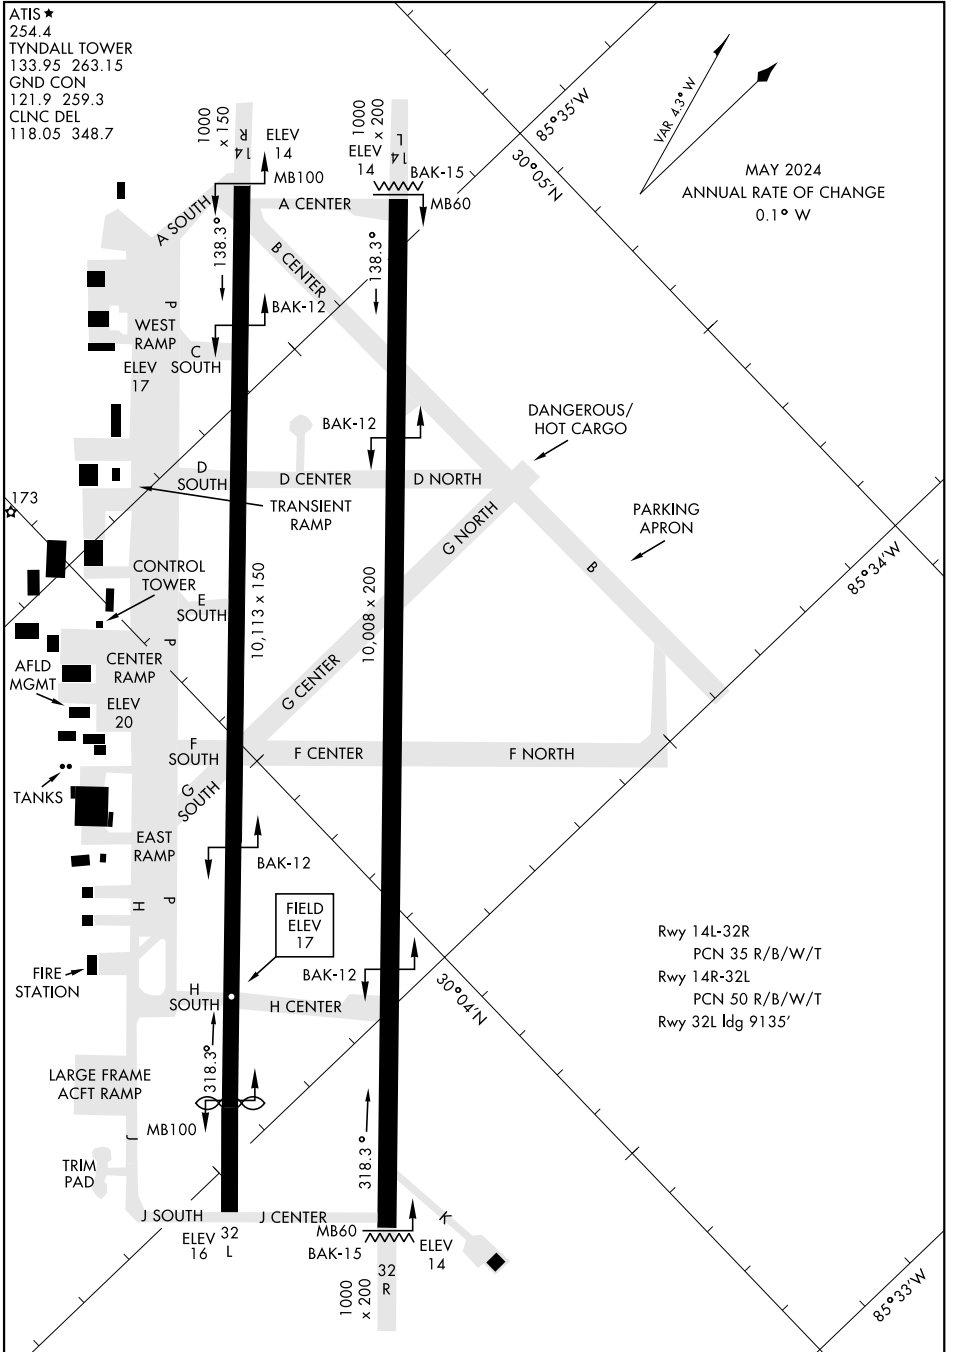 ATIS
254.4
TYNDALL TOWER
133.95 263.15
GND CON
121.9 259.3
CLNC DEL
118.05 348.7
1000
x 150
14
R
ELEV
14
MB100
1000
x 200
ELEV
14
14
L
BAK-15
MB60
85°35'W
30°05'N
VAR 4.3° W
MAY 2024
ANNUAL RATE OF CHANGE
0.1° W
A SOUTH
A CENTER
138.3°
138.3°
B CENTER
P
BAK-12
WEST
RAMP
C
SOUTH
ELEV
17
BAK-12
DANGEROUS/
HOT CARGO
D
SOUTH
D CENTER
D NORTH
TRANSIENT
RAMP
173
G NORTH
PARKING
APRON
CONTROL
TOWER
B
85°34'W
E
SOUTH
10,113 x 150
10,008 x 200
P
AFLD
MGMT
CENTER
RAMP
ELEV
20
G CENTER
F
SOUTH
F CENTER
F NORTH
TANKS
G
SOUTH
EAST
RAMP
BAK-12
H
P
FIELD
ELEV
17
Rwy 14L-32R
PCN 35 R/B/W/T
Rwy 14R-32L
PCN 50 R/B/W/T
Rwy 32L ldg 9135'
FIRE
STATION
BAK-12
30°04'N
H
SOUTH
H CENTER
318.3°
LARGE FRAME
ACFT RAMP
MB100
J
318.3°
TRIM
PAD
J SOUTH
J CENTER
K
ELEV
16
32
L
MB60
BAK-15
ELEV
14
32
R
1000
x 200
85°33'W